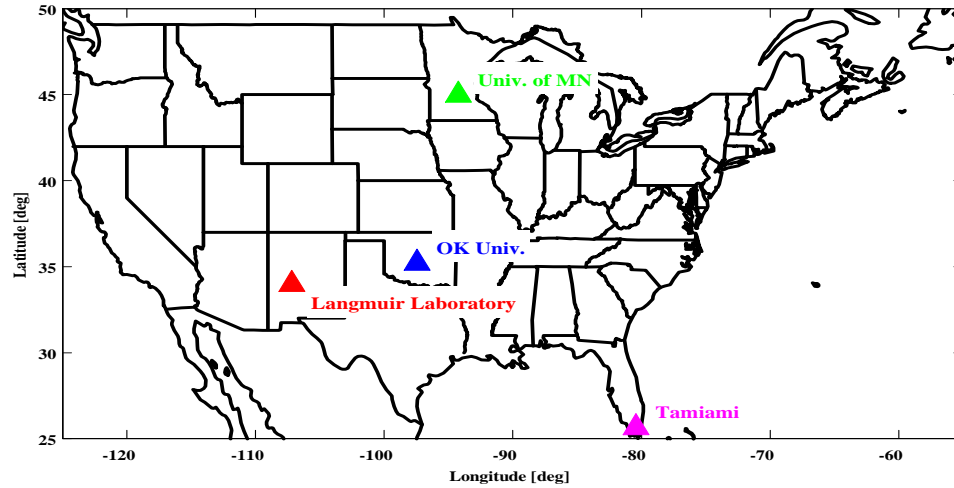 50
45
40
35
30
25
Latitude [deg]
Univ. of MN
OK Univ.
Langmuir Laboratory
Tamiami
-120
-110
-100
-90
-80
-70
-60
Longitude [deg]